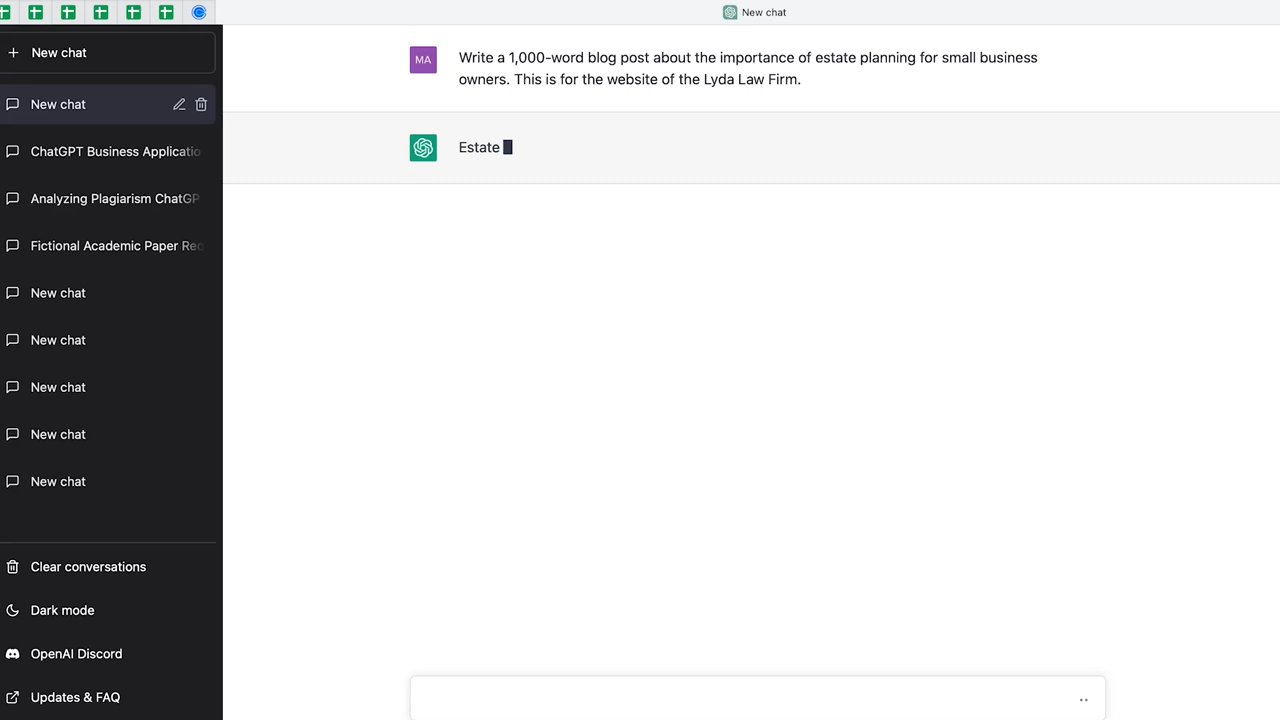 New chat
New chat
New chat
ChatGPT Business Applicatio
Analyzing Plagiarism ChatGP
Fictional Academic Paper Rec
New chat
New chat
New chat
New chat
New chat
Clear conversations
Dark mode
OpenAI Discord
Updates & FAQ
MA
Write a 1,000-word blog post about the importance of estate planning for small business
owners. This is for the website of the Lyda Law Firm.
Estate